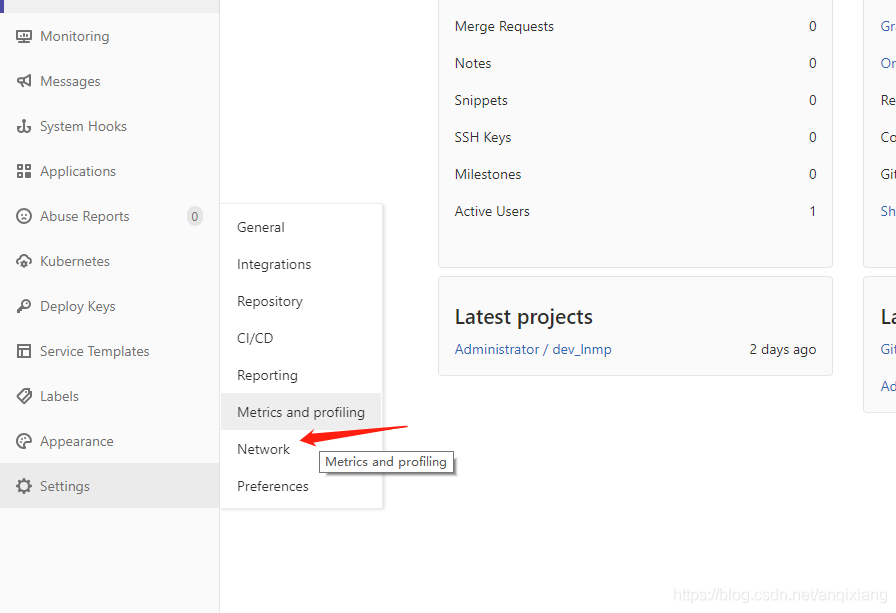 Monitoring
Messages
System Hooks
Applications
Abuse Reports 0
Kubernetes
Deploy Keys
Service Templates
Labels
Appearance
Settings
General
Integrations
Repository
CI/CD
Reporting
Metrics and profiling
Network
Metrics and profiling
Preferences
Merge Requests 0
Notes 0
Snippets 0
SSH Keys 0
Milestones 0
Active Users 1
Latest projects
Administrator / dev_lnmp 2 days ago
Gr
Or
Re
Co
Git
Sh
La
Git
Ad
https://blog.csdn.net/anqixiang